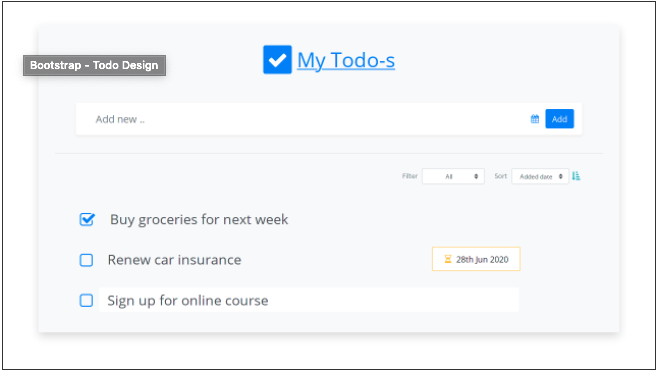 My Todo-s
Bootstrap - Todo Design
Add new ..
Add
Filter All Sort Added date
Buy groceries for next week
Renew car insurance
28th Jun 2020
Sign up for online course